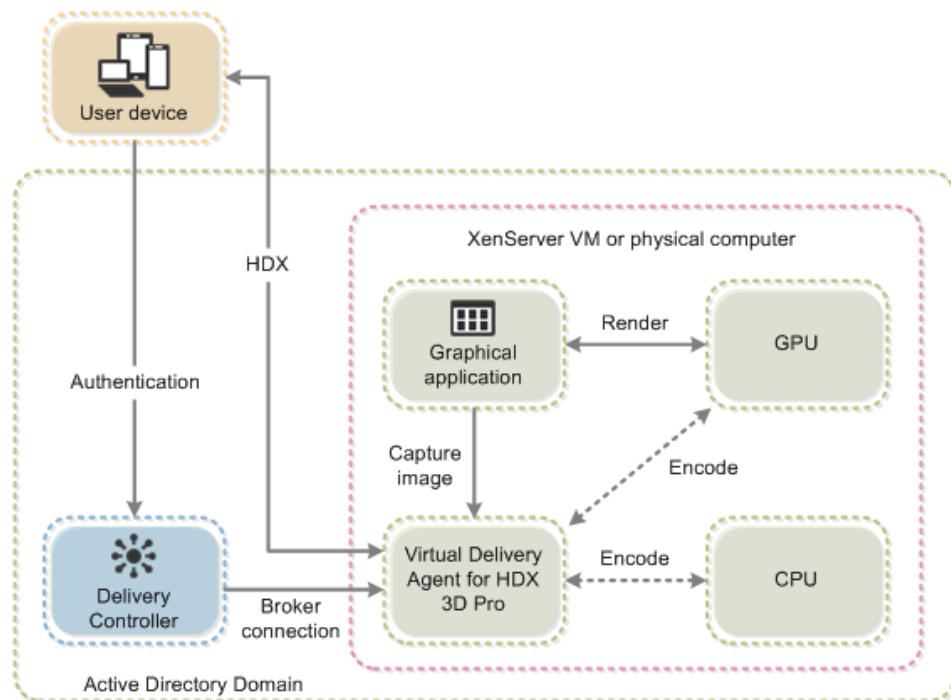 User device
XenServer VM or physical computer
HDX
Render
Graphical
application
GPU
Authentication
Capture
image
Encode
Virtual Delivery
Agent for HDX
3D Pro
Encode
CPU
Delivery
Controller
Broker
connection
Active Directory Domain